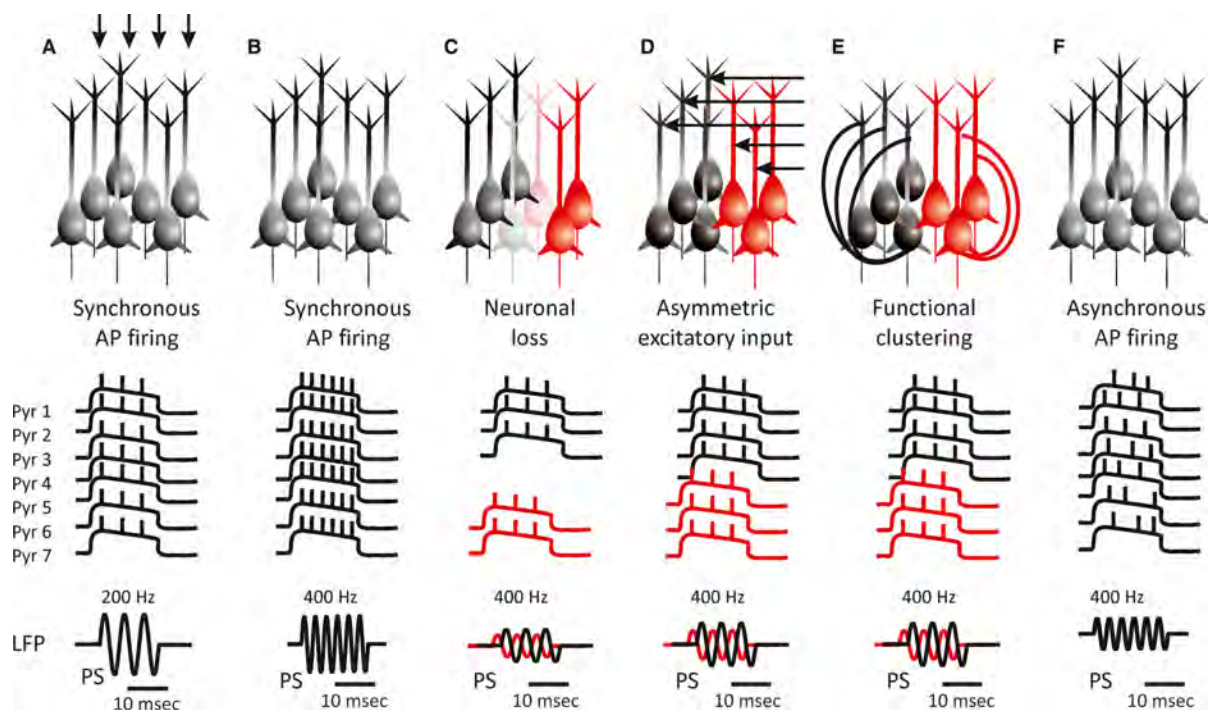 A B C D E F
Synchronous Synchronous Neuronal Asymmetric Functional Asynchronous
AP firing AP firing loss excitatory input clustering AP firing
Pyr 1
Pyr 2
Pyr 3
Pyr 4
Pyr 5
Pyr 6
Pyr 7
200 Hz 400 Hz 400 Hz 400 Hz 400 Hz 400 Hz
LFP
PS PS PS PS PS PS
10 msec 10 msec 10 msec 10 msec 10 msec 10 msec